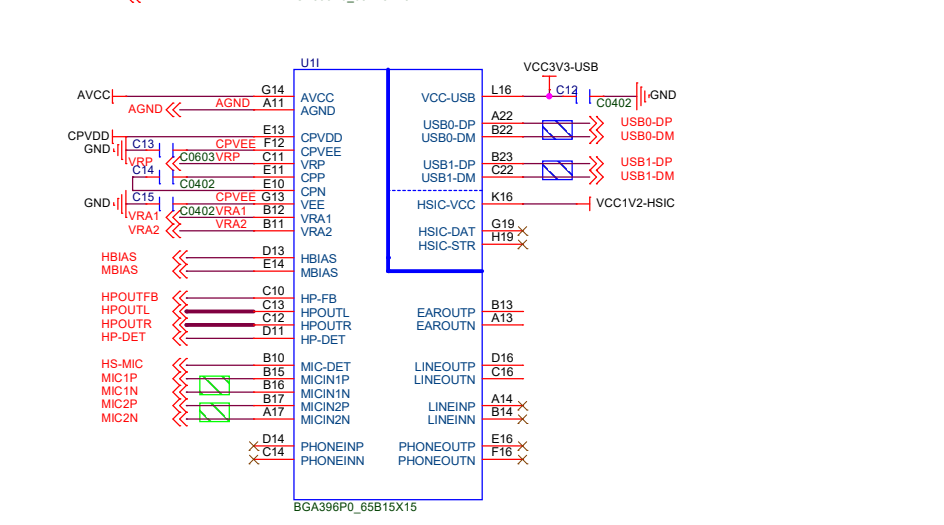 U1I
VCC3V3-USB
AVCC G14 AVCC VCC-USB L16 C12 C0402 GND
AGND AGND A11 AGND
USB0-DP A22 USB0-DP
CPVDD E13 CPVDD USB0-DM B22 USB0-DM
GND C13 CPVEE F12 CPVEE
VRP C0603 VRP C11 VRP USB1-DP B23 USB1-DP
C14 E11 CPP USB1-DM C22 USB1-DM
C0402 E10 CPN
GND C15 CPVEE G13 VEE HSIC-VCC K16 VCC1V2-HSIC
VRA1 C0402 VRA1 B12 VRA1
VRA2 VRA2 B11 VRA2 HSIC-DAT G19
HSIC-STR H19
HBIAS D13 HBIAS
MBIAS E14 MBIAS
HPOUTFB C10 HP-FB
HPOUTL C13 HPOUTL EAROUTP B13
HPOUTR C12 HPOUTR EAROUTN A13
HP-DET D11 HP-DET
HS-MIC B10 MIC-DET LINEOUTP D16
MIC1P B15 MICIN1P LINEOUTN C16
MIC1N B16 MICIN1N
MIC2P B17 MICIN2P LINEINP A14
MIC2N A17 MICIN2N LINEINN B14
D14 PHONEINP PHONEOUTP E16
C14 PHONEINN PHONEOUTN F16
BGA396P0_65B15X15